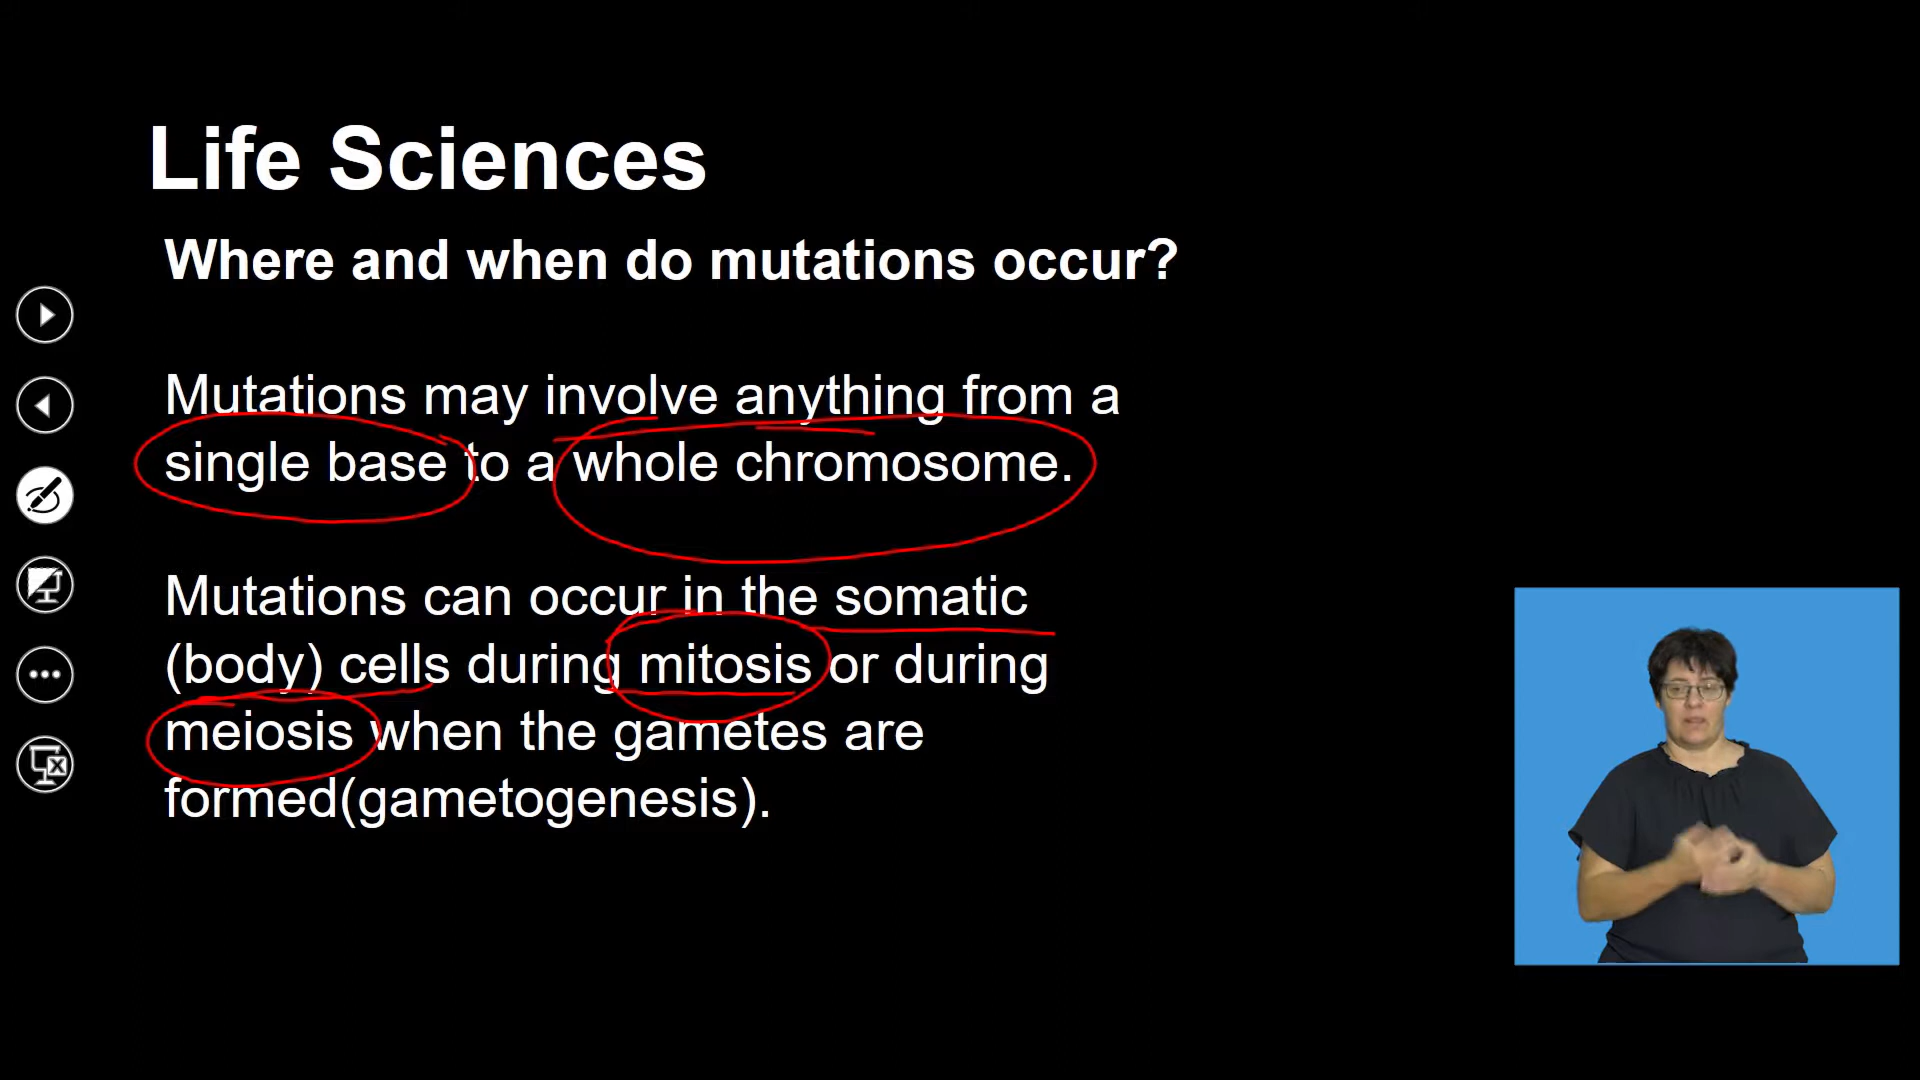 Life Sciences
Where and when do mutations occur?
Mutations may involve anything from a
single base to a whole chromosome.
Mutations can occur in the somatic
(body) cells during mitosis or during
meiosis when the gametes are
formed(gametogenesis).